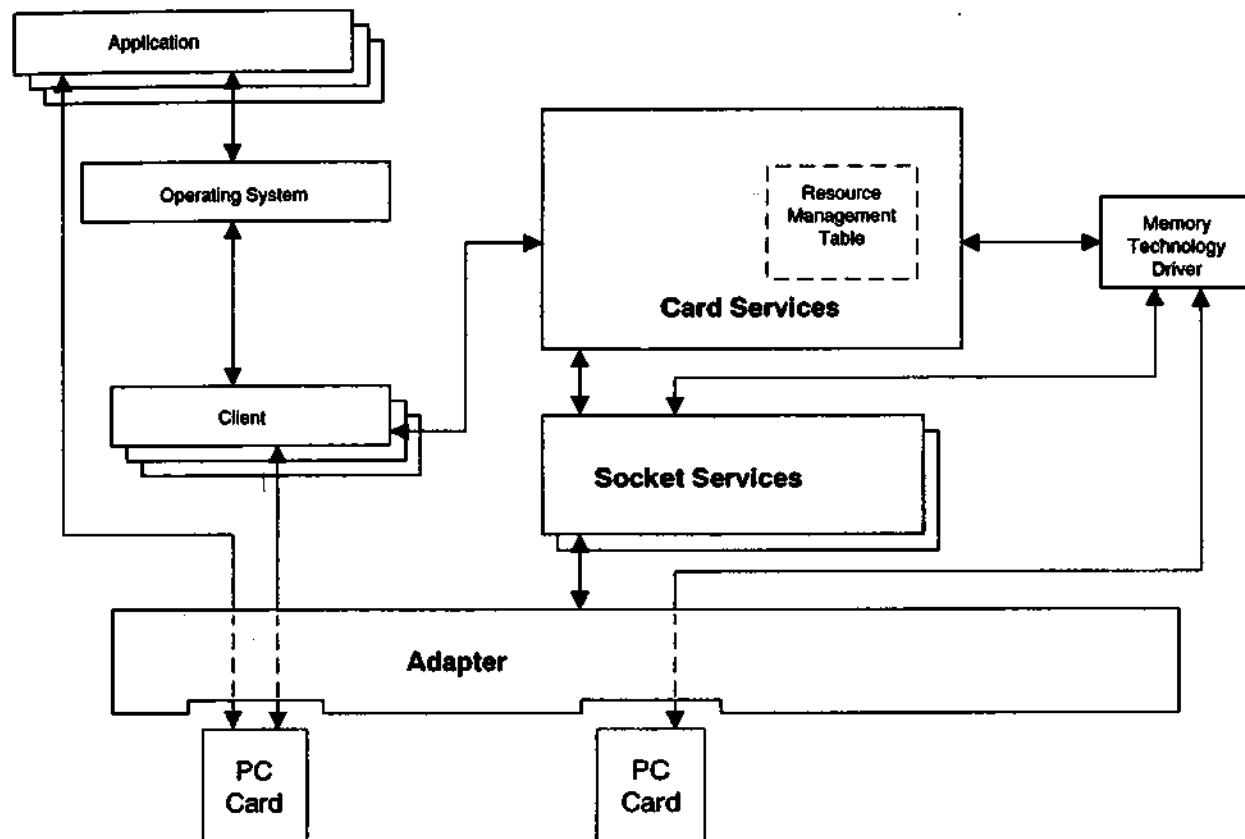 Application
Operating System
Resource
Management
Table
Memory
Technology
Driver
Card Services
Client
Socket Services
Adapter
PC
Card
PC
Card